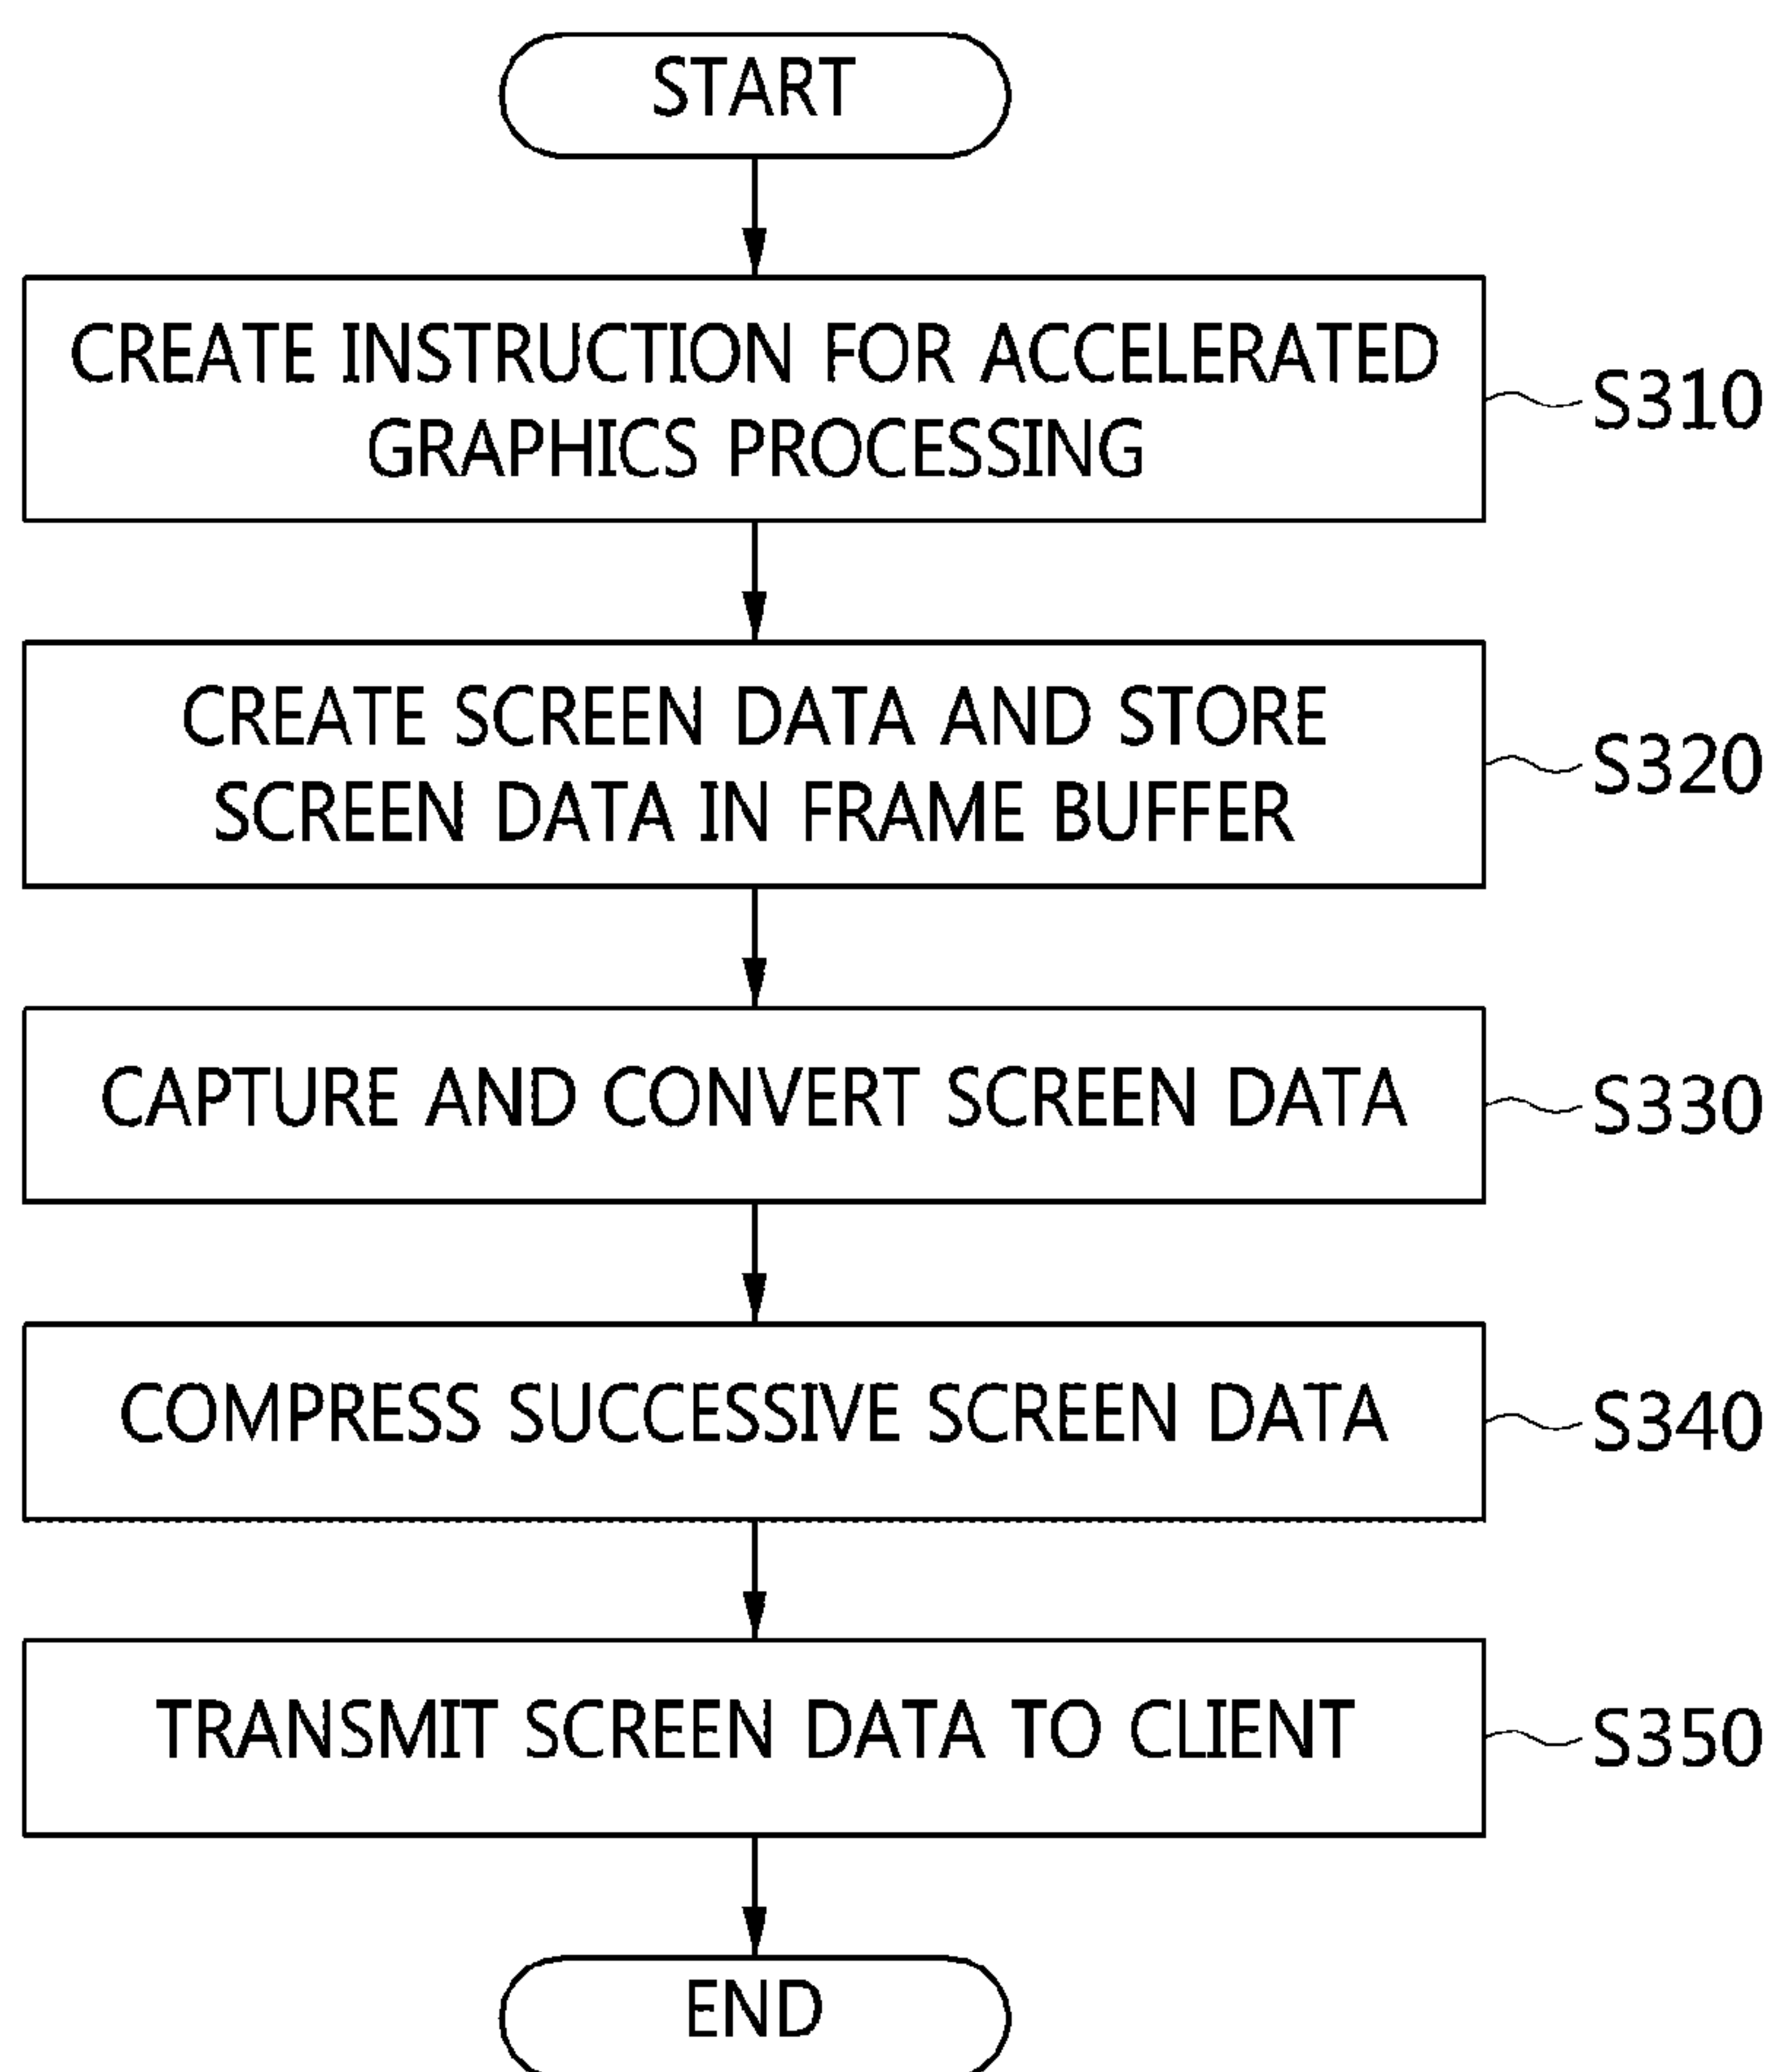 START
CREATE INSTRUCTION FOR ACCELERATED
GRAPHICS PROCESSING
S310
CREATE SCREEN DATA AND STORE
SCREEN DATA IN FRAME BUFFER
S320
CAPTURE AND CONVERT SCREEN DATA
S330
COMPRESS SUCCESSIVE SCREEN DATA
S340
TRANSMIT SCREEN DATA TO CLIENT
S350
END